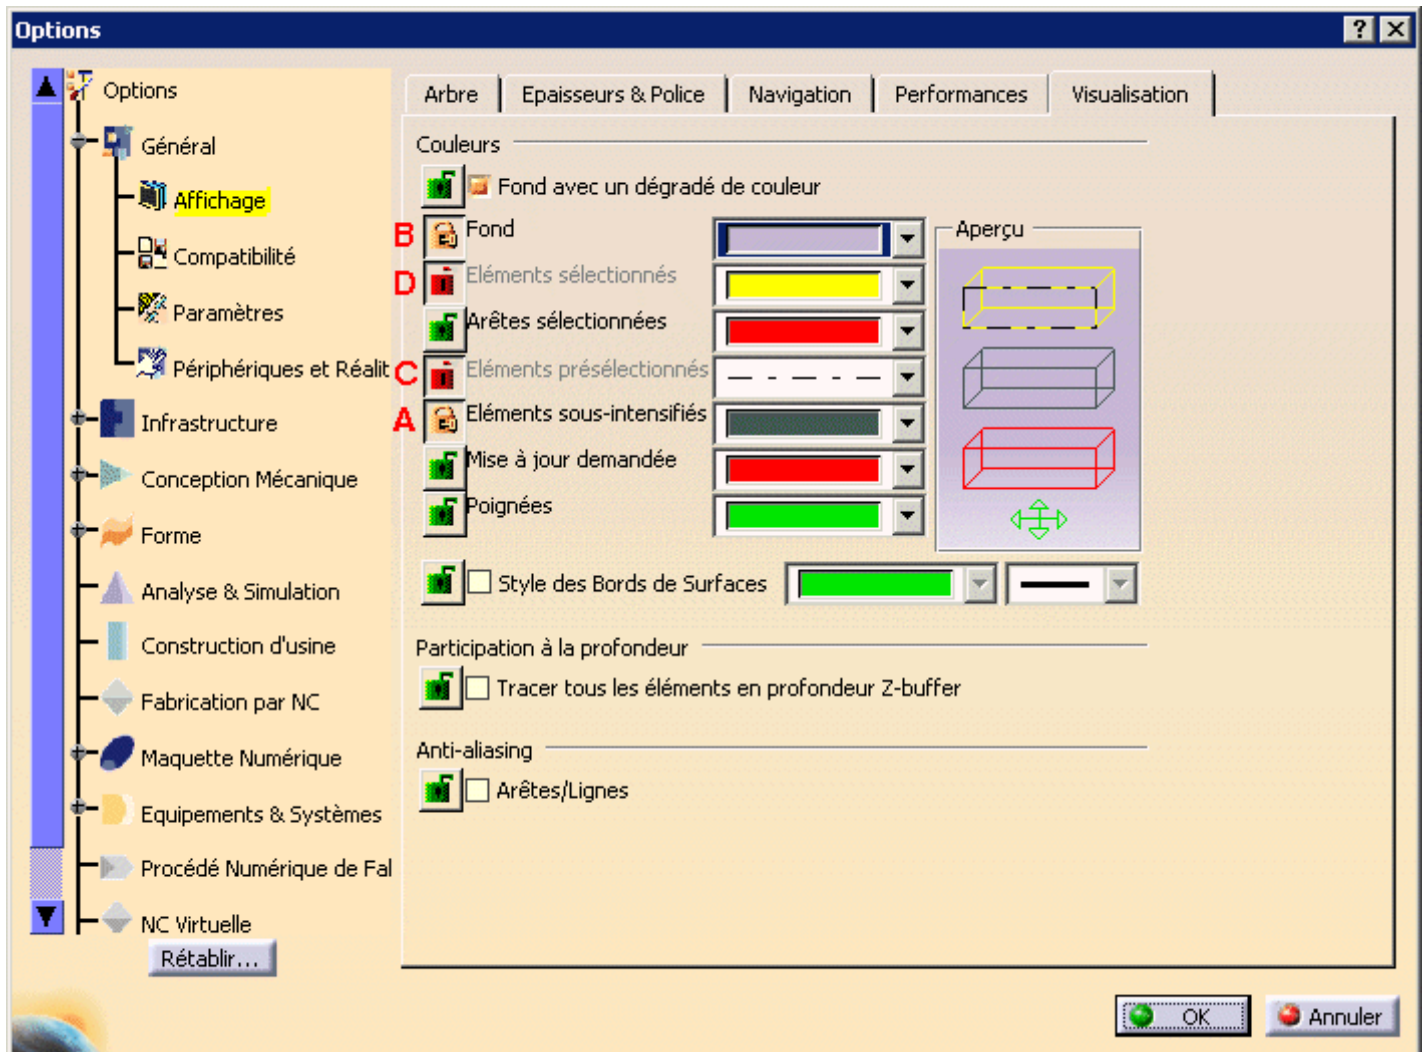 Options
Options
Général
Affichage
Compatibilité
Paramètres
Périphériques et Réalit
Infrastructure
Conception Mécanique
Forme
Analyse & Simulation
Construction d'usine
Fabrication par NC
Maquette Numérique
Equipements & Systèmes
Procédé Numérique de Fal
NC Virtuelle
Rétablir...
Arbre Epaisseurs & Police Navigation Performances Visualisation
Couleurs
Fond avec un dégradé de couleur
B Fond
Aperçu
D Eléments sélectionnés
Arêtes sélectionnées
C Eléments présélectionnés
A Eléments sous-intensifiés
Mise à jour demandée
Poignées
Style des Bords de Surfaces
Participation à la profondeur
Tracer tous les éléments en profondeur Z-buffer
Anti-aliasing
Arêtes/Lignes
OK Annuler